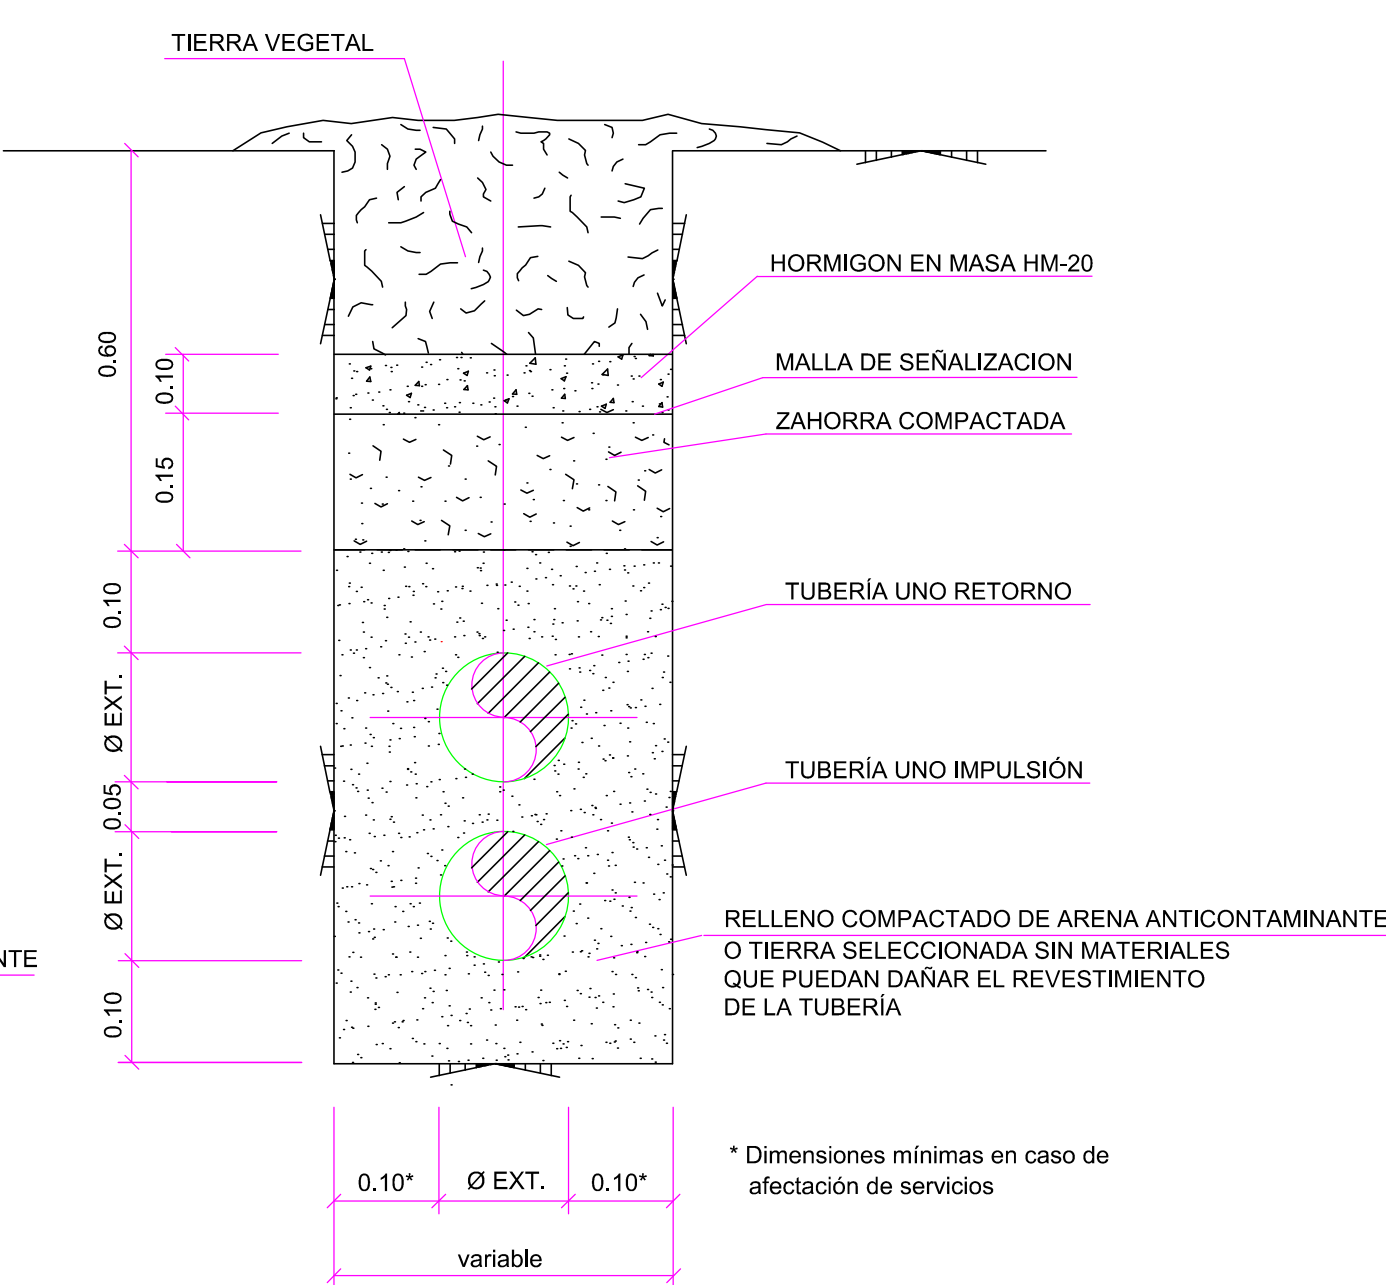 TIERRA VEGETAL
HORMIGON EN MASA HM-20
MALLA DE SEÑALIZACION
ZAHORRA COMPACTADA
0.60
0.10
0.15
0.10
TUBERÍA UNO RETORNO
Ø EXT.
0.05
TUBERÍA UNO IMPULSIÓN
Ø EXT.
RELLENO COMPACTADO DE ARENA ANTICONTAMINANTE
O TIERRA SELECCIONADA SIN MATERIALES
QUE PUEDAN DAÑAR EL REVESTIMIENTO
DE LA TUBERÍA
NTE
0.10
0.10* Ø EXT. 0.10*
variable
* Dimensiones mínimas en caso de
afectación de servicios